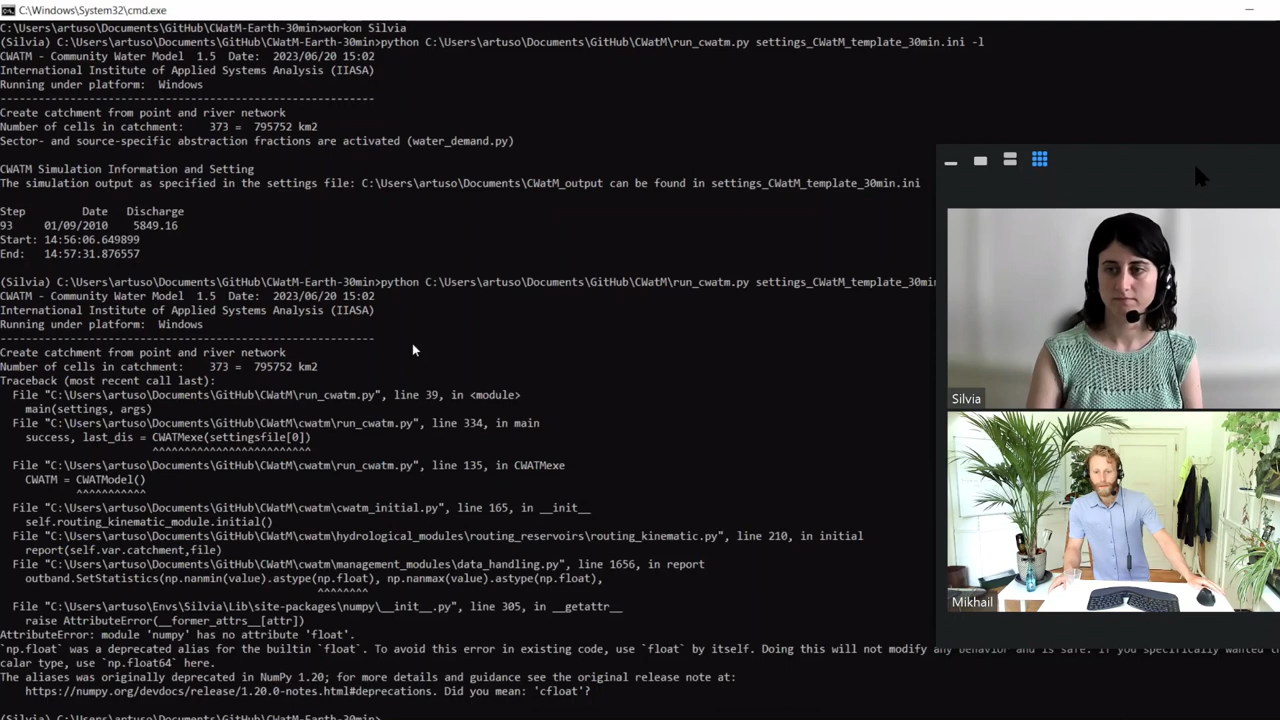 C:\Windows\System32\cmd.exe
C:\Users\artuso\Documents\GitHub\CWatM-Earth-30min>workon Silvia
(Silvia) C:\Users\artuso\Documents\GitHub\CWatM-Earth-30min>python C:\Users\artuso\Documents\GitHub\CWatM\run_cwatm.py settings_CWatM_template_30min.ini -l
CWATM - Community Water Model  1.5  Date:  2023/06/20 15:02
International Institute of Applied Systems Analysis (IIASA)
Running under platform:  Windows
-----------------------------------------------------------
Create catchment from point and river network
Number of cells in catchment:    373 =  795752 km2
Sector- and source-specific abstraction fractions are activated (water_demand.py)
CWATM Simulation Information and Setting
The simulation output as specified in the settings file: C:\Users\artuso\Documents\CWatM_output can be found in settings_CWatM_template_30min.ini
Step        Date    Discharge
93   01/09/2010    5849.16
Start: 14:56:06.649899
End:  14:57:31.876557
(Silvia) C:\Users\artuso\Documents\GitHub\CWatM-Earth-30min>python C:\Users\artuso\Documents\GitHub\CWatM\run_cwatm.py settings_CWatM_template_30min
CWATM - Community Water Model  1.5  Date:  2023/06/20 15:02
International Institute of Applied Systems Analysis (IIASA)
Running under platform:  Windows
-----------------------------------------------------------
Create catchment from point and river network
Number of cells in catchment:    373 =  795752 km2
Traceback (most recent call last):
File "C:\Users\artuso\Documents\GitHub\CWatM\run_cwatm.py", line 39, in <module>
main(settings, args)
File "C:\Users\artuso\Documents\GitHub\CWatM\cwatm\run_cwatm.py", line 334, in main
success, last_dis = CWATMexe(settingsfile[0])
^^^^^^^^^^^^^^^^^^^^^^^^^
File "C:\Users\artuso\Documents\GitHub\CWatM\cwatm\run_cwatm.py", line 135, in CWATMexe
CWATM = CWATModel()
^^^^^^^^^^^
File "C:\Users\artuso\Documents\GitHub\CWatM\cwatm\cwatm_initial.py", line 165, in __init__
self.routing_kinematic_module.initial()
File "C:\Users\artuso\Documents\GitHub\CWatM\cwatm\hydrological_modules\routing_reservoirs\routing_kinematic.py", line 210, in initial
report(self.var.catchment,file)
File "C:\Users\artuso\Documents\GitHub\CWatM\cwatm\management_modules\data_handling.py", line 1656, in report
outband.SetStatistics(np.nanmin(value).astype(np.float), np.nanmax(value).astype(np.float),
^^^^^^^^
File "C:\Users\artuso\Envs\Silvia\Lib\site-packages\numpy\__init__.py", line 305, in __getattr__
raise AttributeError(__former_attrs__[attr])
AttributeError: module 'numpy' has no attribute 'float'.
`np.float` was a deprecated alias for the builtin `float`. To avoid this error in existing code, use `float` by itself. Doing this will not modify any behavior and is safe. If you specifically wanted the
calar type, use `np.float64` here.
The aliases was originally deprecated in NumPy 1.20; for more details and guidance see the original release note at:
https://numpy.org/devdocs/release/1.20.0-notes.html#deprecations. Did you mean: 'cfloat'?
(Silvia) C:\Users\artuso\Documents\GitHub\CWatM-Earth-30min>
Silvia
Mikhail